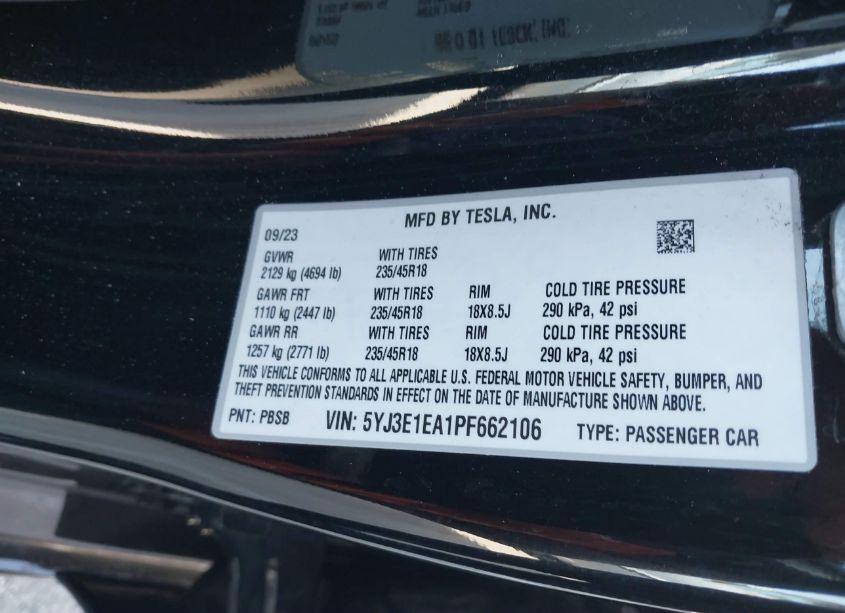 MFD BY TESLA, INC.
09/23
GVWR WITH TIRES
2129 kg (4694 lb) 235/45R18
GAWR FRT WITH TIRES RIM COLD TIRE PRESSURE
1110 kg (2447 lb) 235/45R18 18X8.5J 290 kPa, 42 psi
GAWR RR WITH TIRES RIM COLD TIRE PRESSURE
1257 kg (2771 lb) 235/45R18 18X8.5J 290 kPa, 42 psi
THIS VEHICLE CONFORMS TO ALL APPLICABLE U.S. FEDERAL MOTOR VEHICLE SAFETY, BUMPER, AND
THEFT PREVENTION STANDARDS IN EFFECT ON THE DATE OF MANUFACTURE SHOWN ABOVE.
PNT: PBSB VIN: 5YJ3E1EA1PF662106 TYPE: PASSENGER CAR